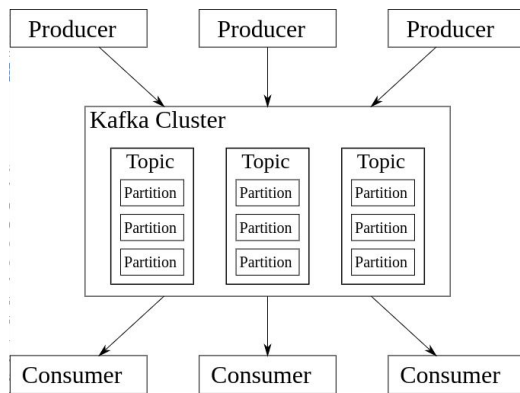 Producer
Producer
Producer
Kafka Cluster
Topic
Topic
Topic
Partition
Partition
Partition
Partition
Partition
Partition
Partition
Partition
Partition
Consumer
Consumer
Consumer